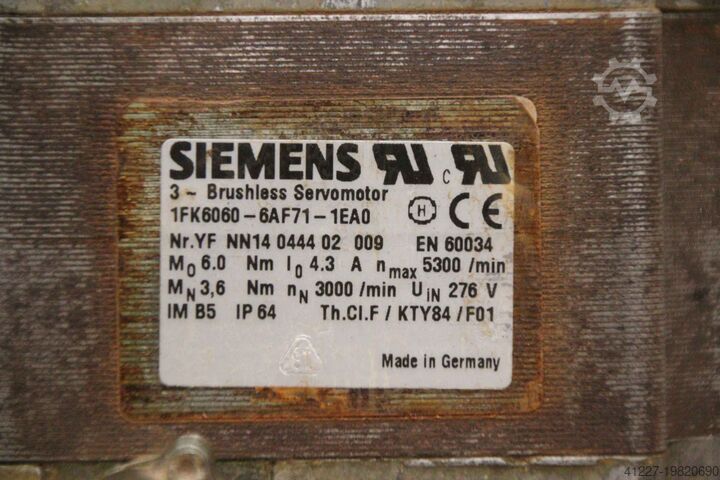 SIEMENS
3 ~ Brushless Servomotor
1FK6060-6AF71-1EA0
Nr.YF NN14 0444 02 009 EN 60034
M0 6.0 Nm I0 4.3 A nmax 5300 /min
MN 3,6 Nm nN 3000 /min UiN 276 V
IM B5 IP 64 Th.Cl.F / KTY84 /F01
Made in Germany
41227-19820690